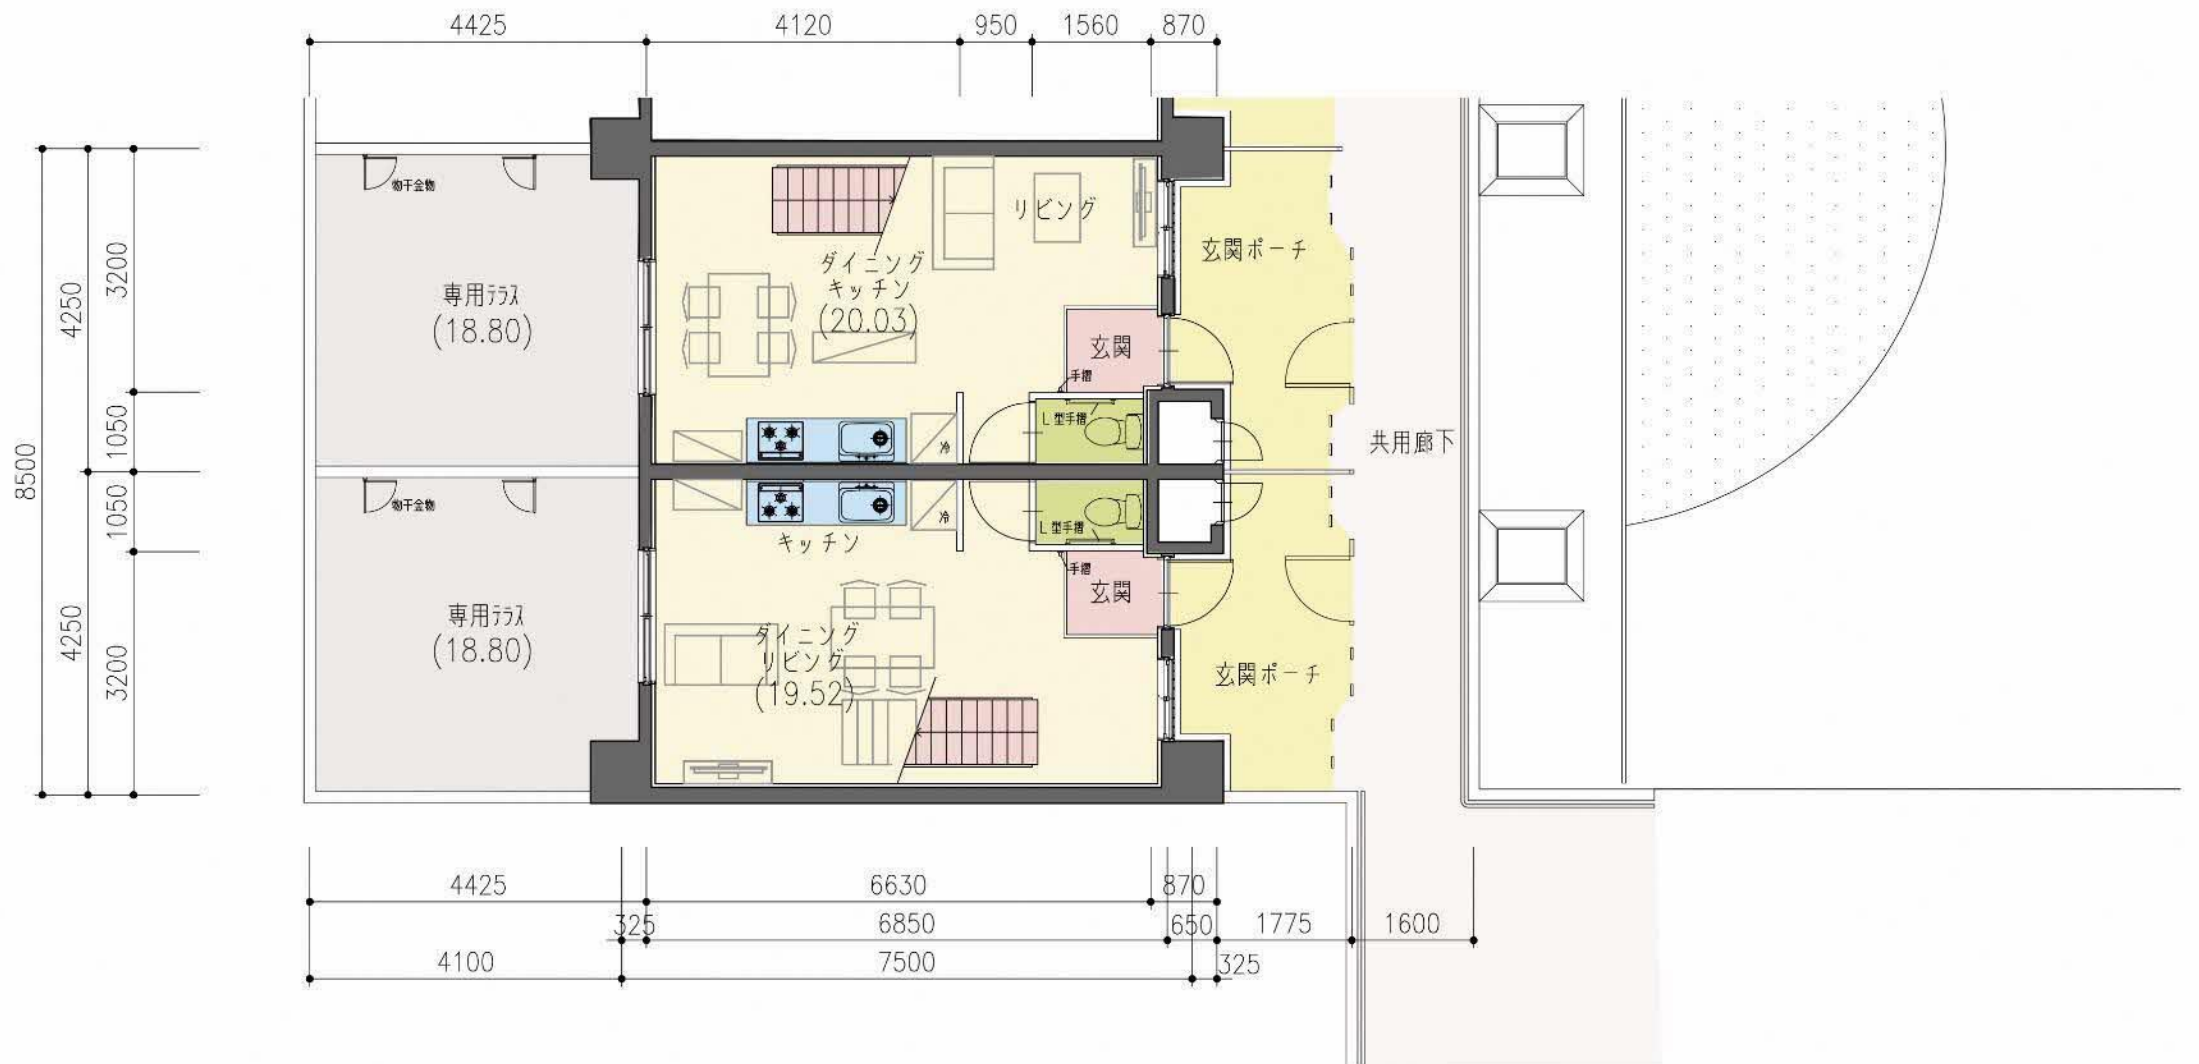 4425
4120
950
1560
870
8500
4250
4250
3200
1050
1050
3200
物干金物
専用テラス
(18.80)
リビング
ダイニング
キッチン
(20.03)
玄関
手摺
L型手摺
冷
玄関ポーチ
共用廊下
物干金物
専用テラス
(18.80)
冷
L型手摺
キッチン
手摺
玄関
ダイニング
リビング
(19.52)
玄関ポーチ
4425
6630
870
325
6850
650
1775
1600
4100
7500
325